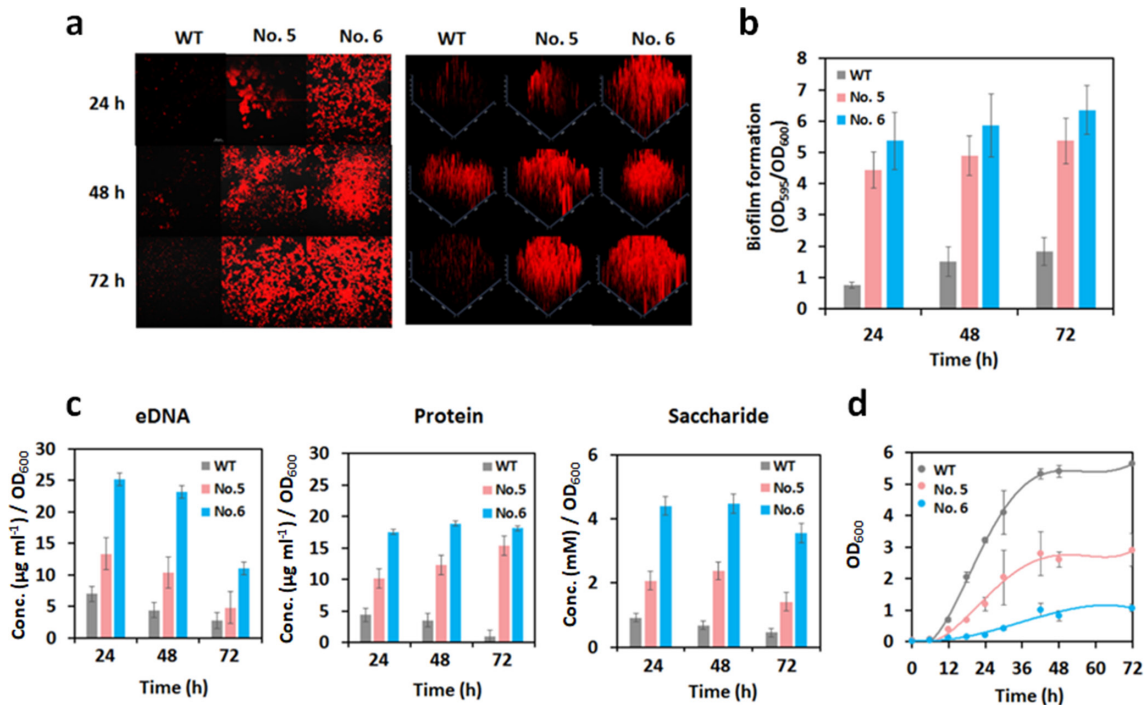 a
WT No. 5 No. 6 WT No. 5 No. 6
24 h
48 h
72 h
b
Biofilm formation
(OD595/OD600)
8
7
6
5
4
3
2
1
0
WT
No. 5
No. 6
24 48 72
Time (h)
c
eDNA
Conc. (µg ml-1) / OD600
30
25
20
15
10
5
0
WT
No.5
No.6
24 48 72
Time (h)
Protein
Conc. (µg ml-1) / OD600
30
25
20
15
10
5
0
WT
No.5
No.6
24 48 72
Time (h)
Saccharide
Conc. (mM) / OD600
6
4
2
0
WT
No.5
No.6
24 48 72
Time (h)
d
OD600
6
5
4
3
2
1
0
WT
No. 5
No. 6
0 12 24 36 48 60 72
Time (h)